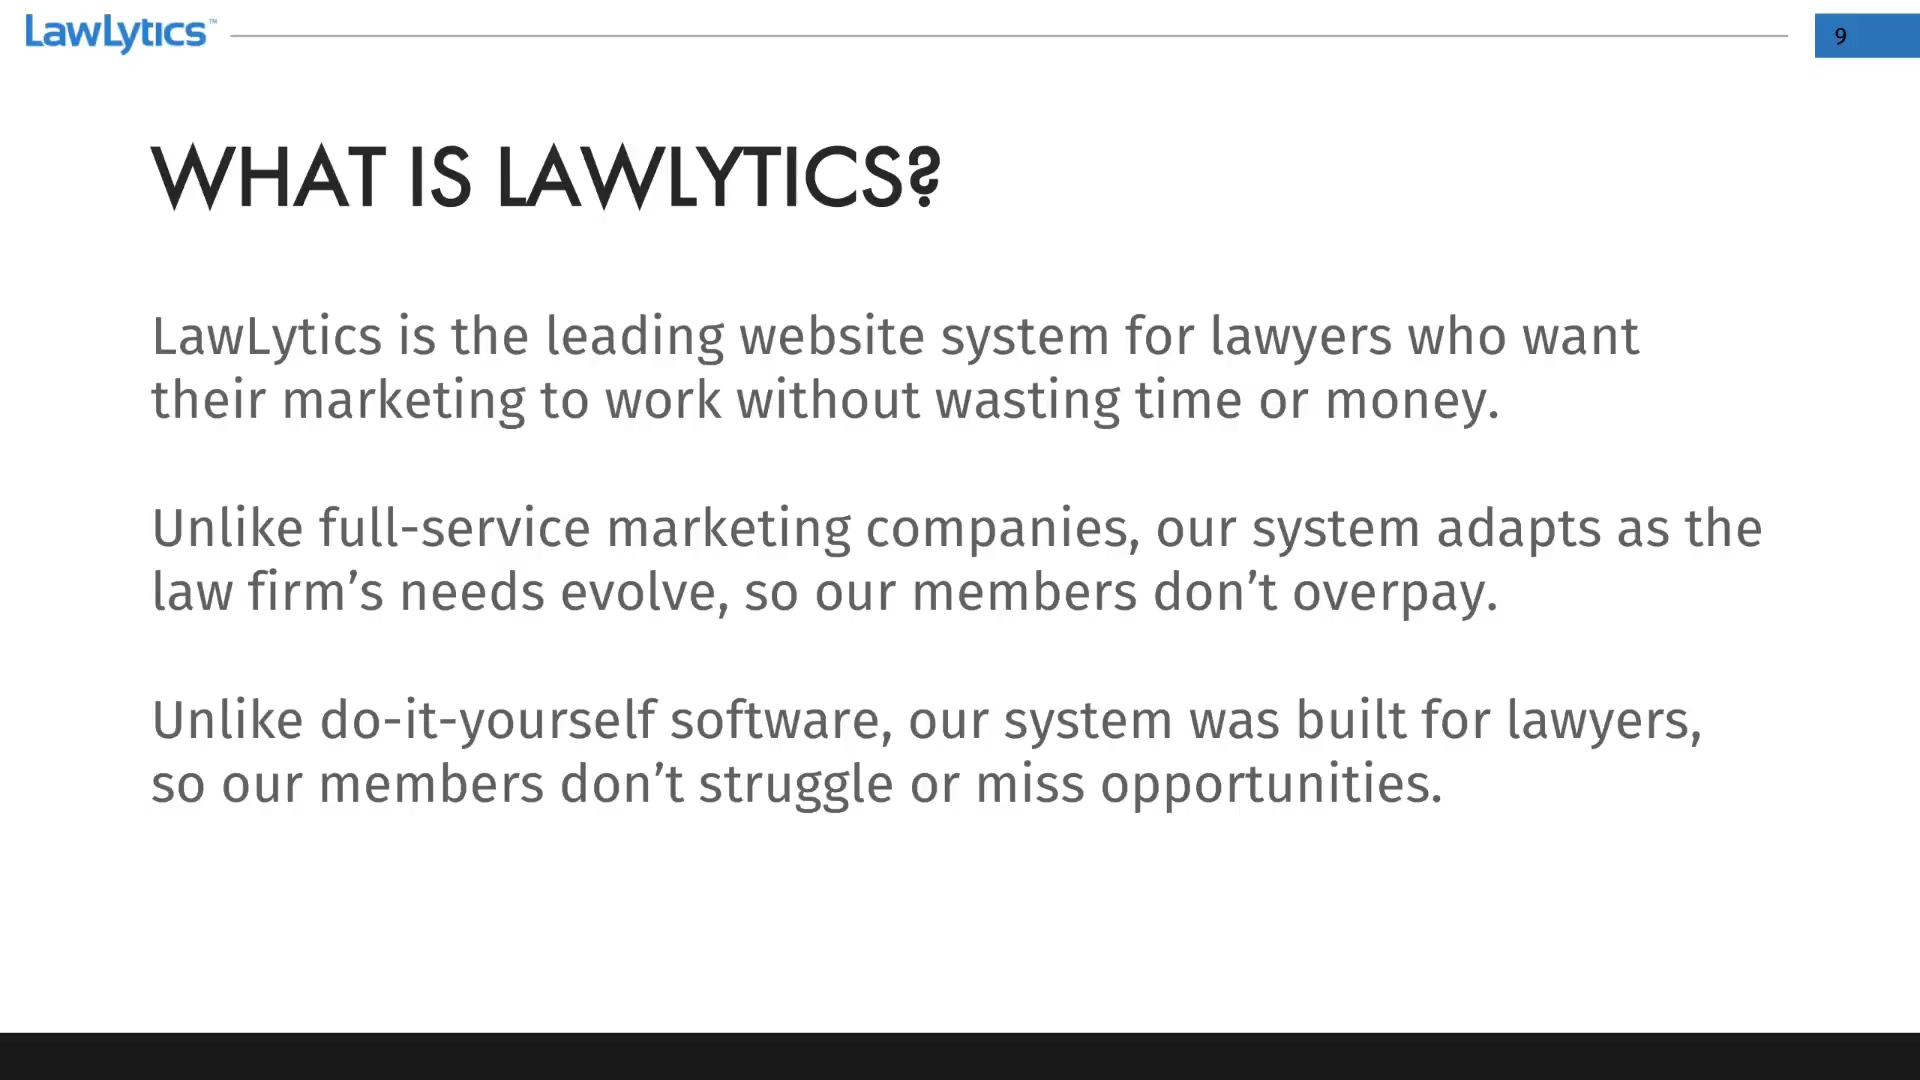 LawLytics™
9
WHAT IS LAWLYTICS?
LawLytics is the leading website system for lawyers who want
their marketing to work without wasting time or money.
Unlike full-service marketing companies, our system adapts as the
law firm’s needs evolve, so our members don’t overpay.
Unlike do-it-yourself software, our system was built for lawyers,
so our members don’t struggle or miss opportunities.